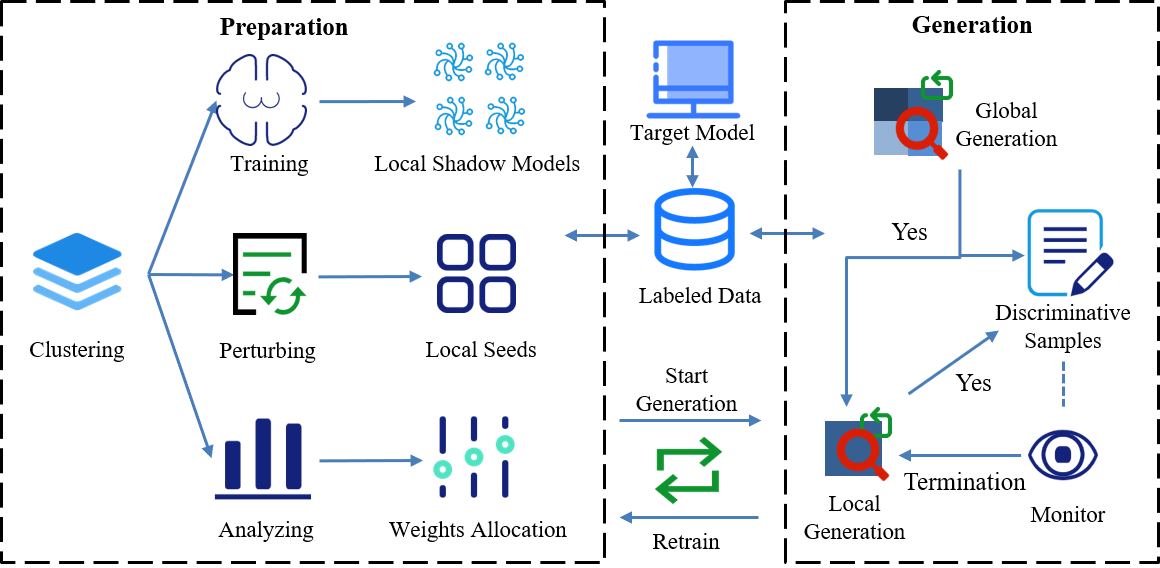 Preparation
Training
Local Shadow Models
Clustering
Perturbing
Local Seeds
Analyzing
Weights Allocation
Target Model
Labeled Data
Start
Generation
Retrain
Generation
Global
Generation
Yes
Discriminative
Samples
Yes
Termination
Local
Generation
Monitor